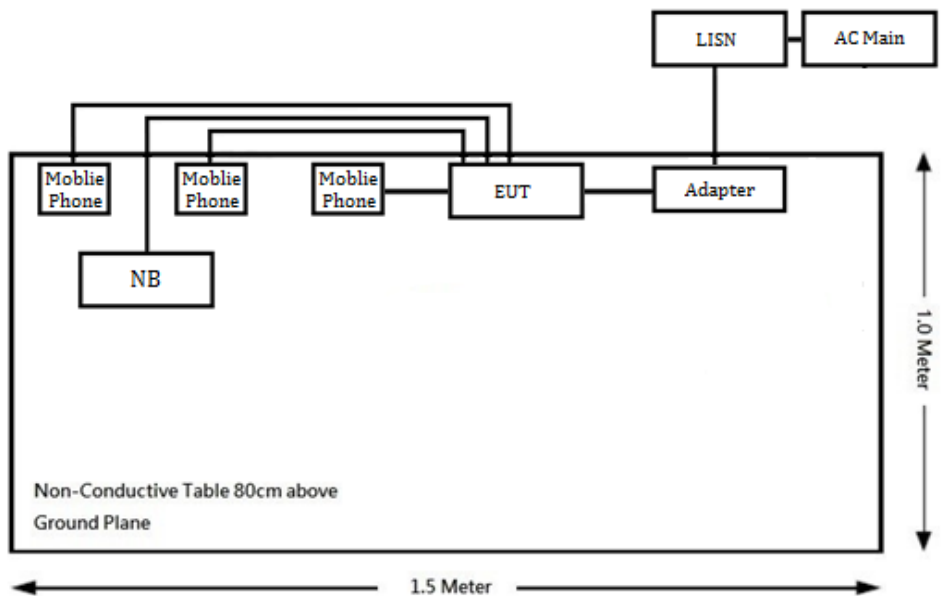 LISN
AC Main
Moblie
Phone
Moblie
Phone
Moblie
Phone
EUT
Adapter
NB
1.0 Meter
Non-Conductive Table 80cm above
Ground Plane
1.5 Meter